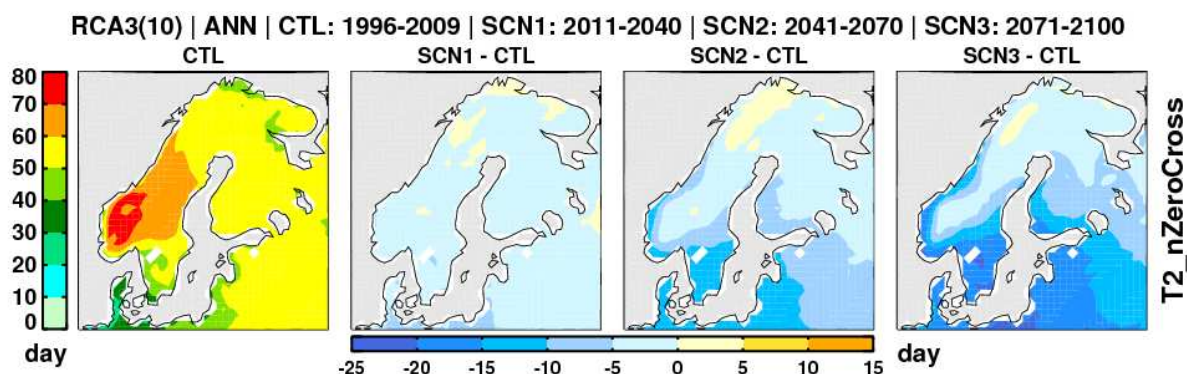 RCA3(10) | ANN | CTL: 1996-2009 | SCN1: 2011-2040 | SCN2: 2041-2070 | SCN3: 2071-2100
CTL
SCN1 - CTL
SCN2 - CTL
SCN3 - CTL
80
70
60
50
40
30
20
10
0
day
-25 -20 -15 -10 -5 0 5 10 15
day
T2_nZeroCross